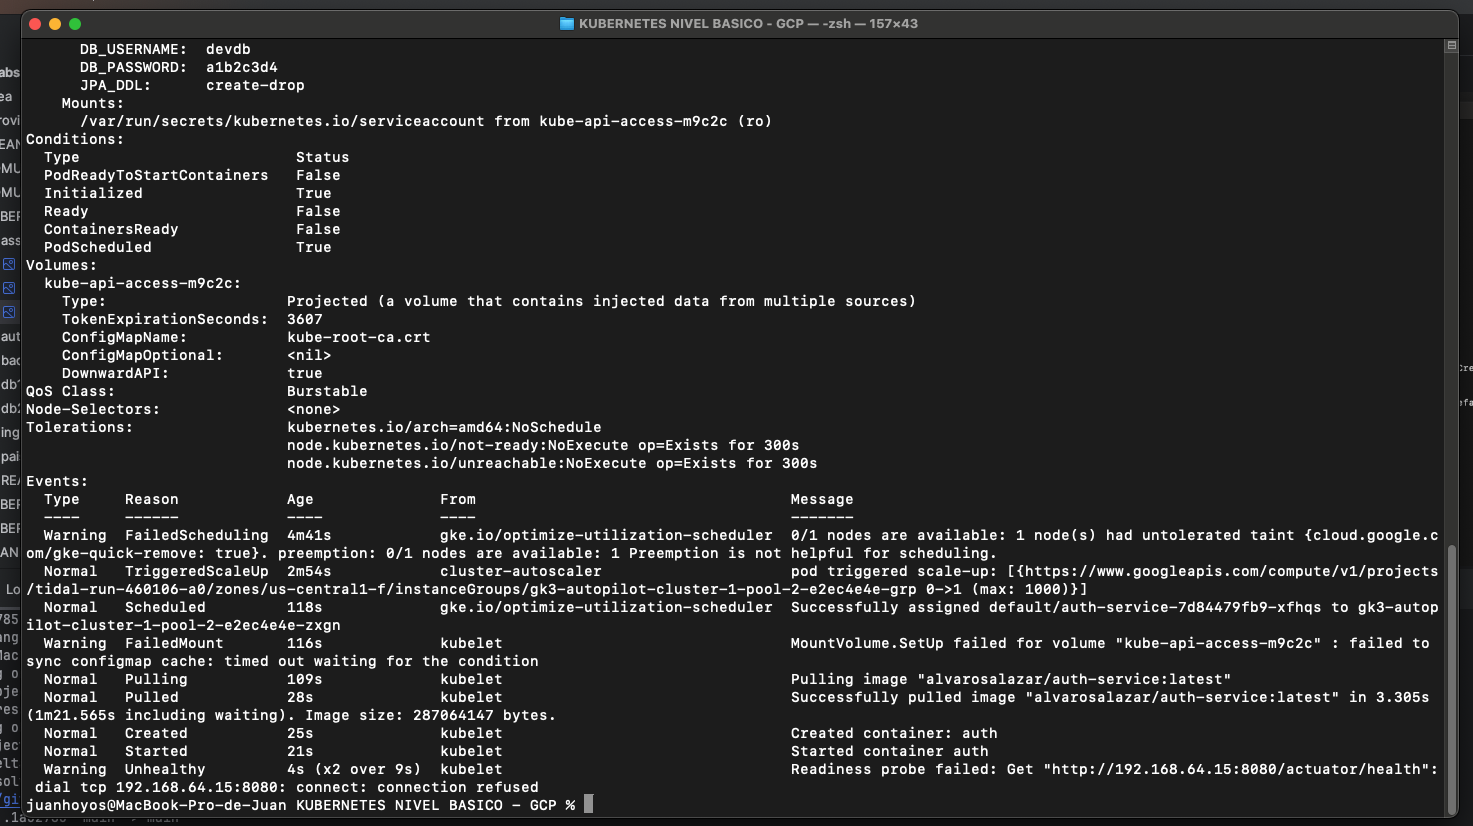 KUBERNETES NIVEL BASICO - GCP — -zsh — 157×43
DB_USERNAME:  devdb
DB_PASSWORD:  a1b2c3d4
JPA_DDL:      create-drop
Mounts:
/var/run/secrets/kubernetes.io/serviceaccount from kube-api-access-m9c2c (ro)
Conditions:
Type                        Status
PodReadyToStartContainers   False
Initialized                 True
Ready                       False
ContainersReady             False
PodScheduled                True
Volumes:
kube-api-access-m9c2c:
Type:                    Projected (a volume that contains injected data from multiple sources)
TokenExpirationSeconds:  3607
ConfigMapName:           kube-root-ca.crt
ConfigMapOptional:       <nil>
DownwardAPI:             true
QoS Class:                   Burstable
Node-Selectors:              <none>
Tolerations:                 kubernetes.io/arch=amd64:NoSchedule
node.kubernetes.io/not-ready:NoExecute op=Exists for 300s
node.kubernetes.io/unreachable:NoExecute op=Exists for 300s
Events:
Type     Reason            Age                From                                   Message
----     ------            ----               ----                                   -------
Warning  FailedScheduling  4m41s              gke.io/optimize-utilization-scheduler  0/1 nodes are available: 1 node(s) had untolerated taint {cloud.google.c
om/gke-quick-remove: true}. preemption: 0/1 nodes are available: 1 Preemption is not helpful for scheduling.
Normal   TriggeredScaleUp  2m54s              cluster-autoscaler                     pod triggered scale-up: [{https://www.googleapis.com/compute/v1/projects
/tidal-run-460106-a0/zones/us-central1-f/instanceGroups/gk3-autopilot-cluster-1-pool-2-e2ec4e4e-grp 0->1 (max: 1000)}]
Normal   Scheduled         118s               gke.io/optimize-utilization-scheduler  Successfully assigned default/auth-service-7d84479fb9-xfhqs to gk3-autop
ilot-cluster-1-pool-2-e2ec4e4e-zxgn
Warning  FailedMount       116s               kubelet                                MountVolume.SetUp failed for volume "kube-api-access-m9c2c" : failed to
sync configmap cache: timed out waiting for the condition
Normal   Pulling           109s               kubelet                                Pulling image "alvarosalazar/auth-service:latest"
Normal   Pulled            28s                kubelet                                Successfully pulled image "alvarosalazar/auth-service:latest" in 3.305s
(1m21.565s including waiting). Image size: 287064147 bytes.
Normal   Created           25s                kubelet                                Created container: auth
Normal   Started           21s                kubelet                                Started container auth
Warning  Unhealthy         4s (x2 over 9s)    kubelet                                Readiness probe failed: Get "http://192.168.64.15:8080/actuator/health":
dial tcp 192.168.64.15:8080: connect: connection refused
juanhoyos@MacBook-Pro-de-Juan KUBERNETES NIVEL BASICO - GCP %